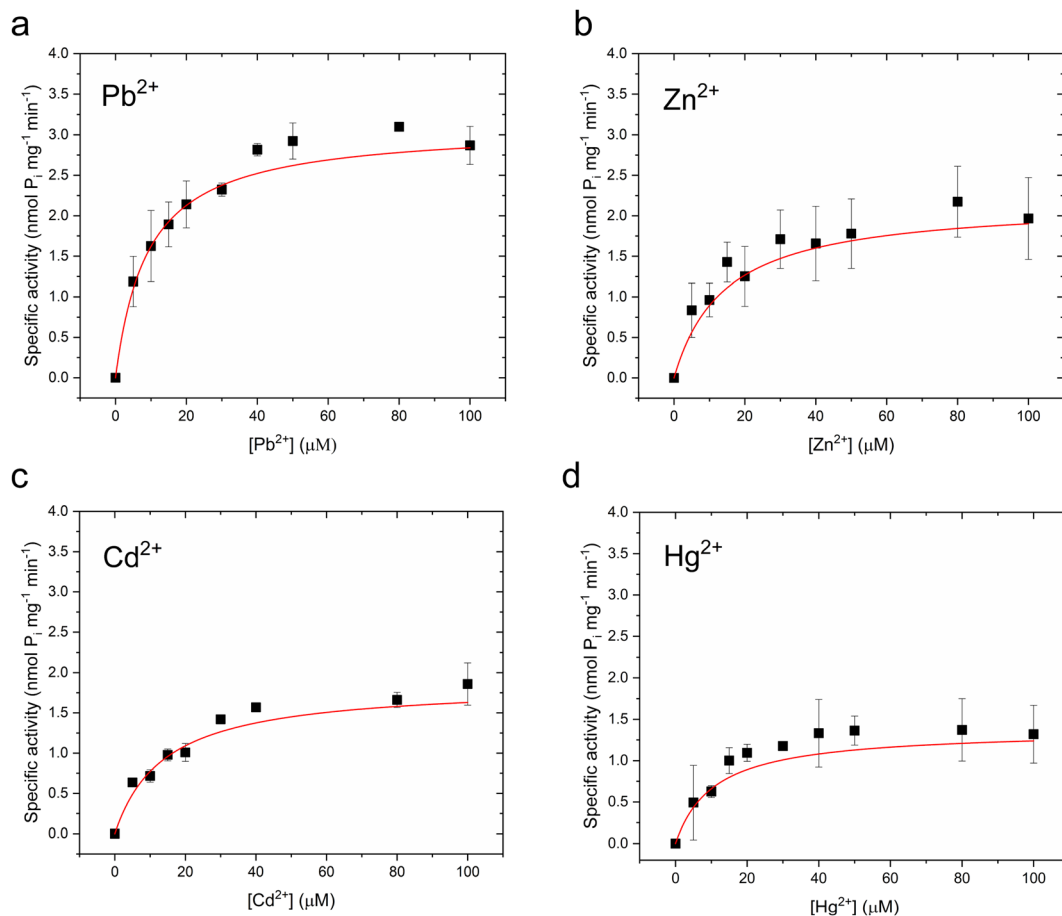 a
Pb²⁺
Specific activity (nmol Pᵢ mg⁻¹ min⁻¹)
4.0
3.5
3.0
2.5
2.0
1.5
1.0
0.5
0.0
0 20 40 60 80 100
[Pb²⁺] (μM)
b
Zn²⁺
Specific activity (nmol Pᵢ mg⁻¹ min⁻¹)
4.0
3.5
3.0
2.5
2.0
1.5
1.0
0.5
0.0
0 20 40 60 80 100
[Zn²⁺] (μM)
c
Cd²⁺
Specific activity (nmol Pᵢ mg⁻¹ min⁻¹)
4.0
3.5
3.0
2.5
2.0
1.5
1.0
0.5
0.0
0 20 40 60 80 100
[Cd²⁺] (μM)
d
Hg²⁺
Specific activity (nmol Pᵢ mg⁻¹ min⁻¹)
4.0
3.5
3.0
2.5
2.0
1.5
1.0
0.5
0.0
0 20 40 60 80 100
[Hg²⁺] (μM)